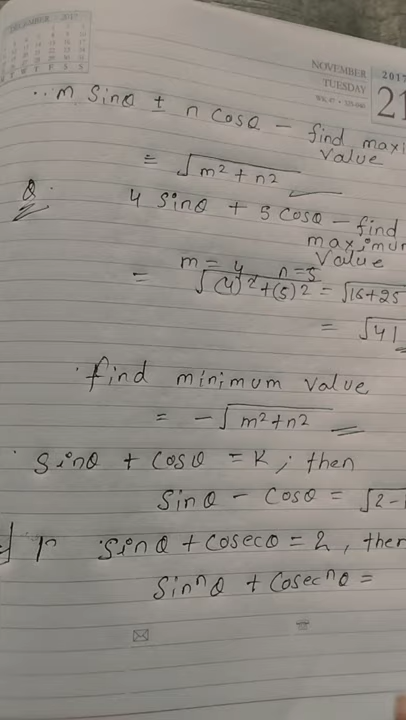 DECEMBER - 2017
NOVEMBER 2017
TUESDAY 21
∴ m sinθ ± n cosθ – find maxi
value
= √m² + n²
Q. 4 sinθ + 5 cosθ – find
maximum
value
m = 4 n = 5
= √(4)² + (5)² = √16+25
= √41
· find minimum value
= - √m² + n²
· sinθ + cosθ = K ; then
sinθ - cosθ = √2-
sinθ + cosecθ = 2, then
sinⁿθ + cosecⁿθ =